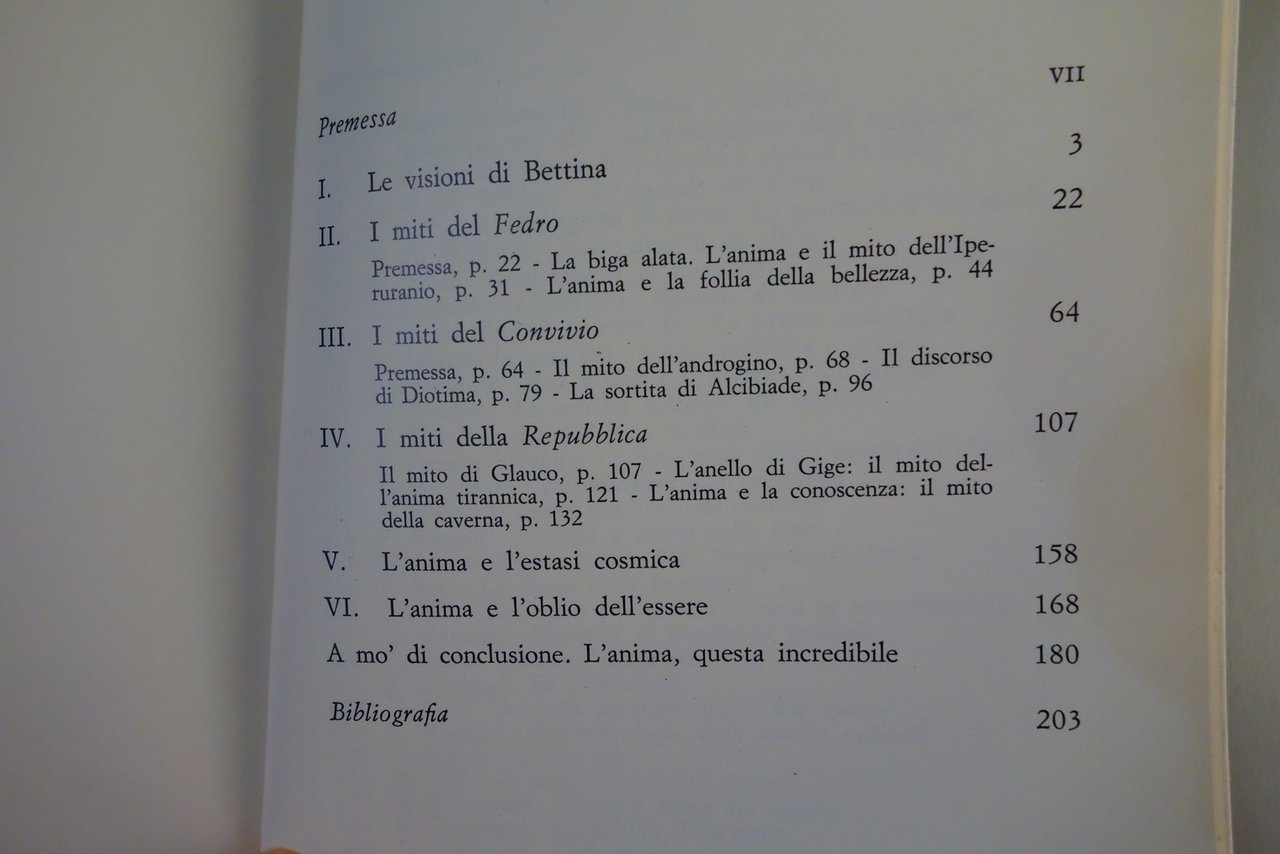 VII
Premessa
I. Le visioni di Bettina 3
II. I miti del Fedro 22
Premessa, p. 22 - La biga alata. L'anima e il mito dell'Ipe-
ruranio, p. 31 - L'anima e la follia della bellezza, p. 44
III. I miti del Convivio 64
Premessa, p. 64 - Il mito dell'androgino, p. 68 - Il discorso
di Diotima, p. 79 - La sortita di Alcibiade, p. 96
IV. I miti della Repubblica 107
Il mito di Glauco, p. 107 - L'anello di Gige: il mito del-
l'anima tirannica, p. 121 - L'anima e la conoscenza: il mito
della caverna, p. 132
V. L'anima e l'estasi cosmica 158
VI. L'anima e l'oblio dell'essere 168
A mo' di conclusione. L'anima, questa incredibile 180
Bibliografia 203